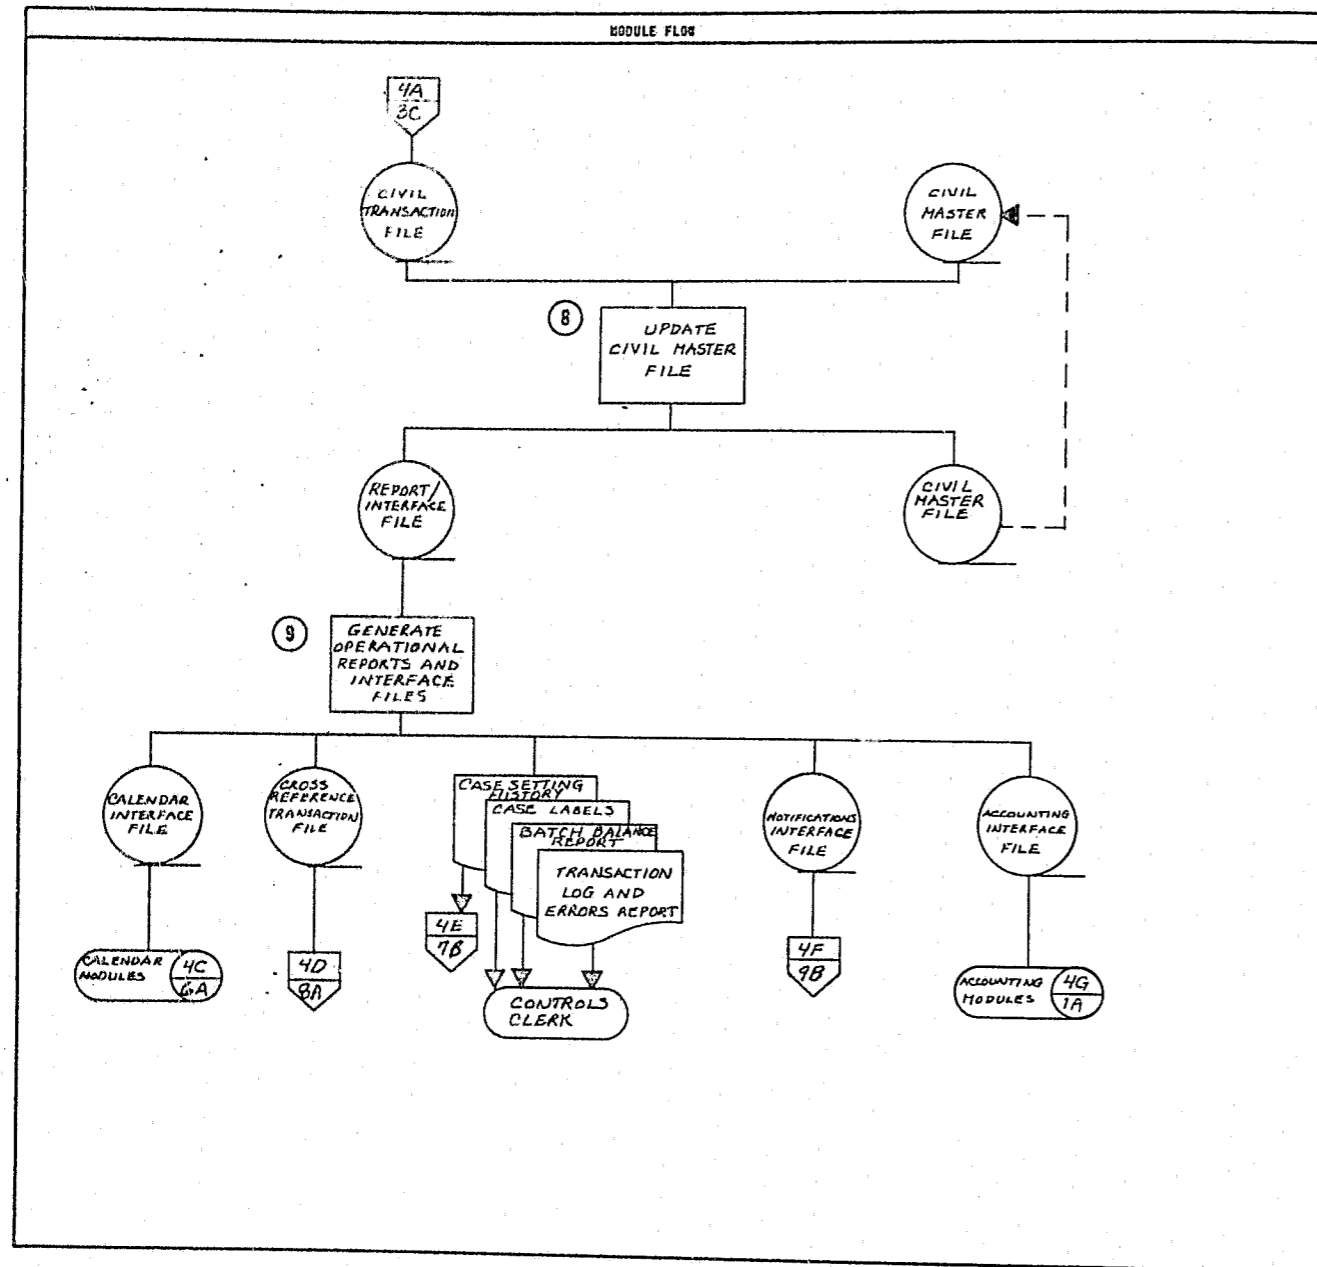 MODULE FLOW
4A
3C
CIVIL
TRANSACTION
FILE
CIVIL
MASTER
FILE
8
UPDATE
CIVIL MASTER
FILE
REPORT/
INTERFACE
FILE
CIVIL
MASTER
FILE
9
GENERATE
OPERATIONAL
REPORTS AND
INTERFACE
FILES
CALENDAR
INTERFACE
FILE
CROSS
REFERENCE
TRANSACTION
FILE
CASE SETTING
HISTORY
CASE LABELS
BATCH BALANCE
REPORT
TRANSACTION
LOG AND
ERRORS REPORT
NOTIFICATIONS
INTERFACE
FILE
ACCOUNTING
INTERFACE
FILE
CALENDAR
MODULES
4C
6A
4D
8A
4E
7B
CONTROLS
CLERK
4F
9B
ACCOUNTING
MODULES
4G
1A